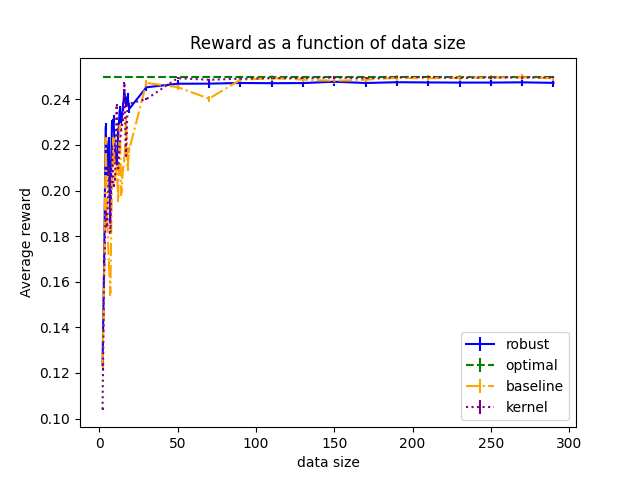 Reward as a function of data size
Average reward
0.24
0.22
0.20
0.18
0.16
0.14
0.12
0.10
0
50
100
150
200
250
300
data size
robust
optimal
baseline
kernel